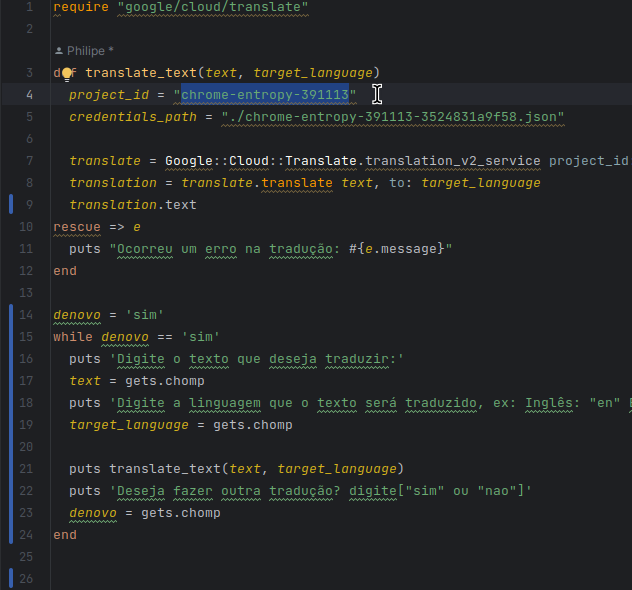 1 require "google/cloud/translate"
2
Philipe *
3 def translate_text(text, target_language)
4 project_id = "chrome-entropy-391113"
5 credentials_path = "./chrome-entropy-391113-3524831a9f58.json"
6
7 translate = Google::Cloud::Translate.translation_v2_service project_id
8 translation = translate.translate text, to: target_language
9 translation.text
10 rescue => e
11 puts "Ocorreu um erro na tradução: #{e.message}"
12 end
13
14 denovo = 'sim'
15 while denovo == 'sim'
16 puts 'Digite o texto que deseja traduzir:'
17 text = gets.chomp
18 puts 'Digite a linguagem que o texto será traduzido, ex: Inglês: "en"
19 target_language = gets.chomp
20
21 puts translate_text(text, target_language)
22 puts 'Deseja fazer outra tradução? digite["sim" ou "nao"]'
23 denovo = gets.chomp
24 end
25
26